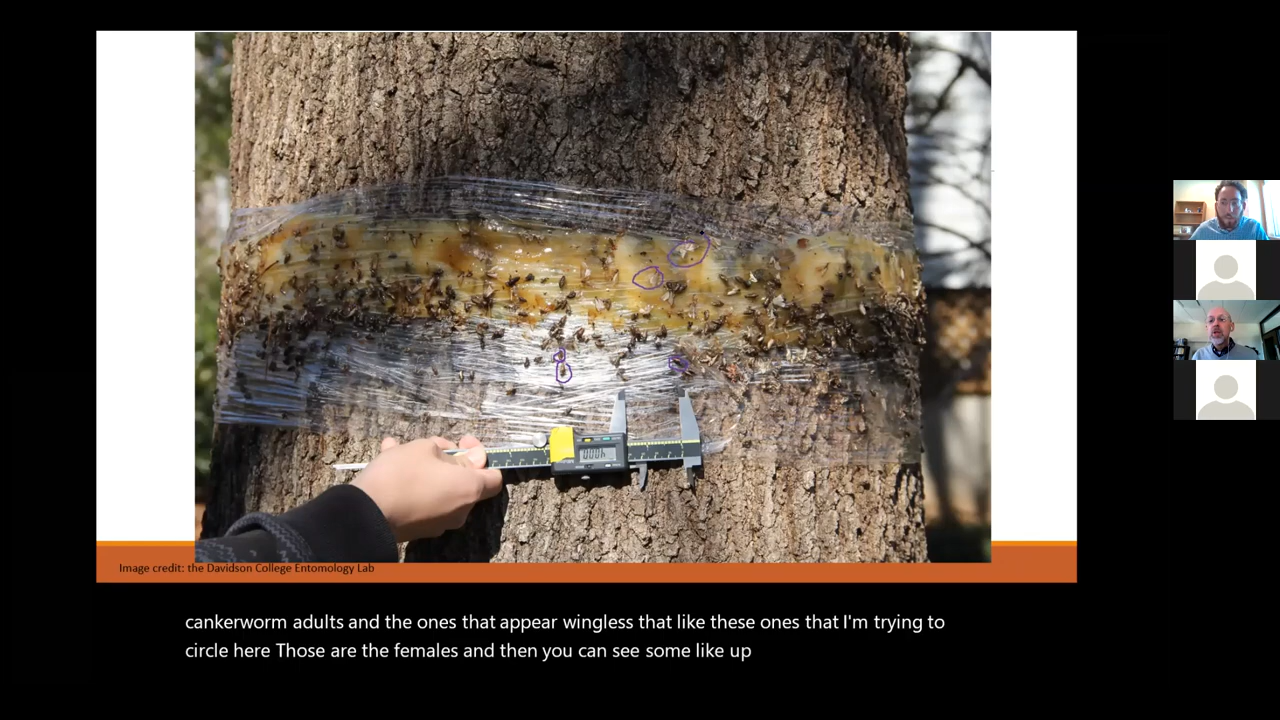 Image credit: the Davidson College Entomology Lab
cankerworm adults and the ones that appear wingless that like these ones that I'm trying to
circle here Those are the females and then you can see some like up